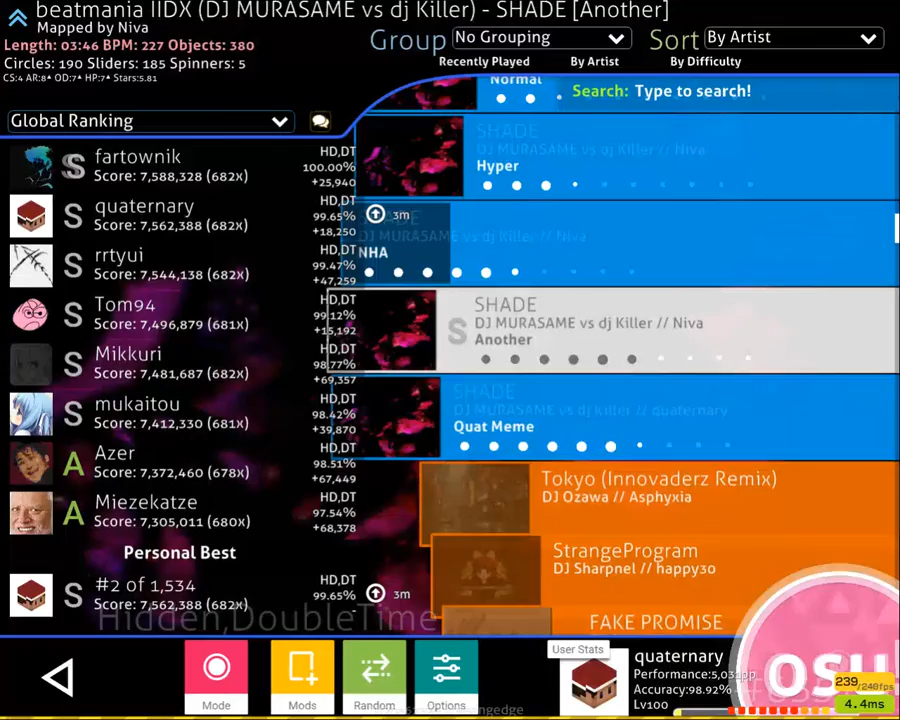 beatmania IIDX (DJ MURASAME vs dj Killer) - SHADE [Another]
Mapped by Niva
Length: 03:46 BPM: 227 Objects: 380
Circles: 190 Sliders: 185 Spinners: 5
CS:4 AR:8▲ OD:7▲ HP:7▲ Stars:5.81
Group No Grouping
Sort By Artist
Recently Played By Artist By Difficulty
Search: Type to search!
Global Ranking
fartownik
Score: 7,588,328 (682x)
HD,DT
100.00%
+25,940
quaternary
Score: 7,562,388 (682x)
HD,DT
99.65%
+18,250
3m
rrtyui
Score: 7,544,138 (682x)
HD,DT
99.47%
+47,259
Tom94
Score: 7,496,879 (681x)
HD,DT
99.12%
+15,192
Mikkuri
Score: 7,481,687 (682x)
HD,DT
98.77%
+69,357
mukaitou
Score: 7,412,330 (681x)
HD,DT
98.42%
+39,870
Azer
Score: 7,372,460 (678x)
HD,DT
98.51%
+67,449
Miezekatze
Score: 7,305,011 (680x)
HD,DT
97.54%
+68,378
Personal Best
#2 of 1,534
Score: 7,562,388 (682x)
HD,DT
99.65%
3m
Hidden,DoubleTime
Normal
SHADE
DJ MURASAME vs dj Killer // Niva
Hyper
SHADE
DJ MURASAME vs dj Killer // Niva
NHA
SHADE
DJ MURASAME vs dj Killer // Niva
Another
SHADE
DJ MURASAME vs dj Killer // quaternary
Quat Meme
Tokyo (Innovaderz Remix)
DJ Ozawa // Asphyxia
StrangeProgram
DJ Sharpnel // happy30
FAKE PROMISE
Mode
Mods
Random
Options
User Stats
quaternary
Performance:5,031pp
Accuracy:98.92%
Lv100
osu
239/240fps
4.4ms